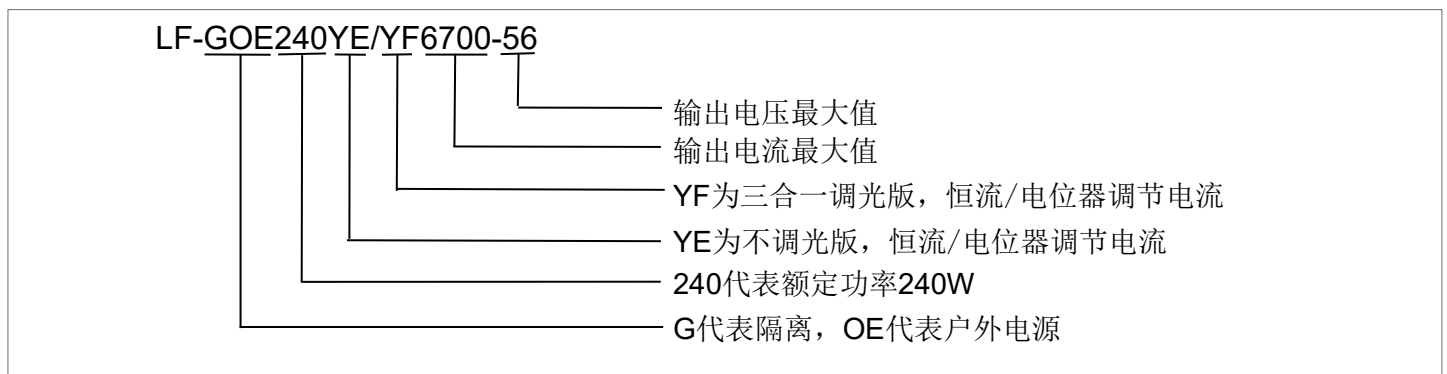 LF-GOE240YE/YF6700-56
输出电压最大值
输出电流最大值
YF为三合一调光版，恒流/电位器调节电流
YE为不调光版，恒流/电位器调节电流
240代表额定功率240W
G代表隔离，OE代表户外电源